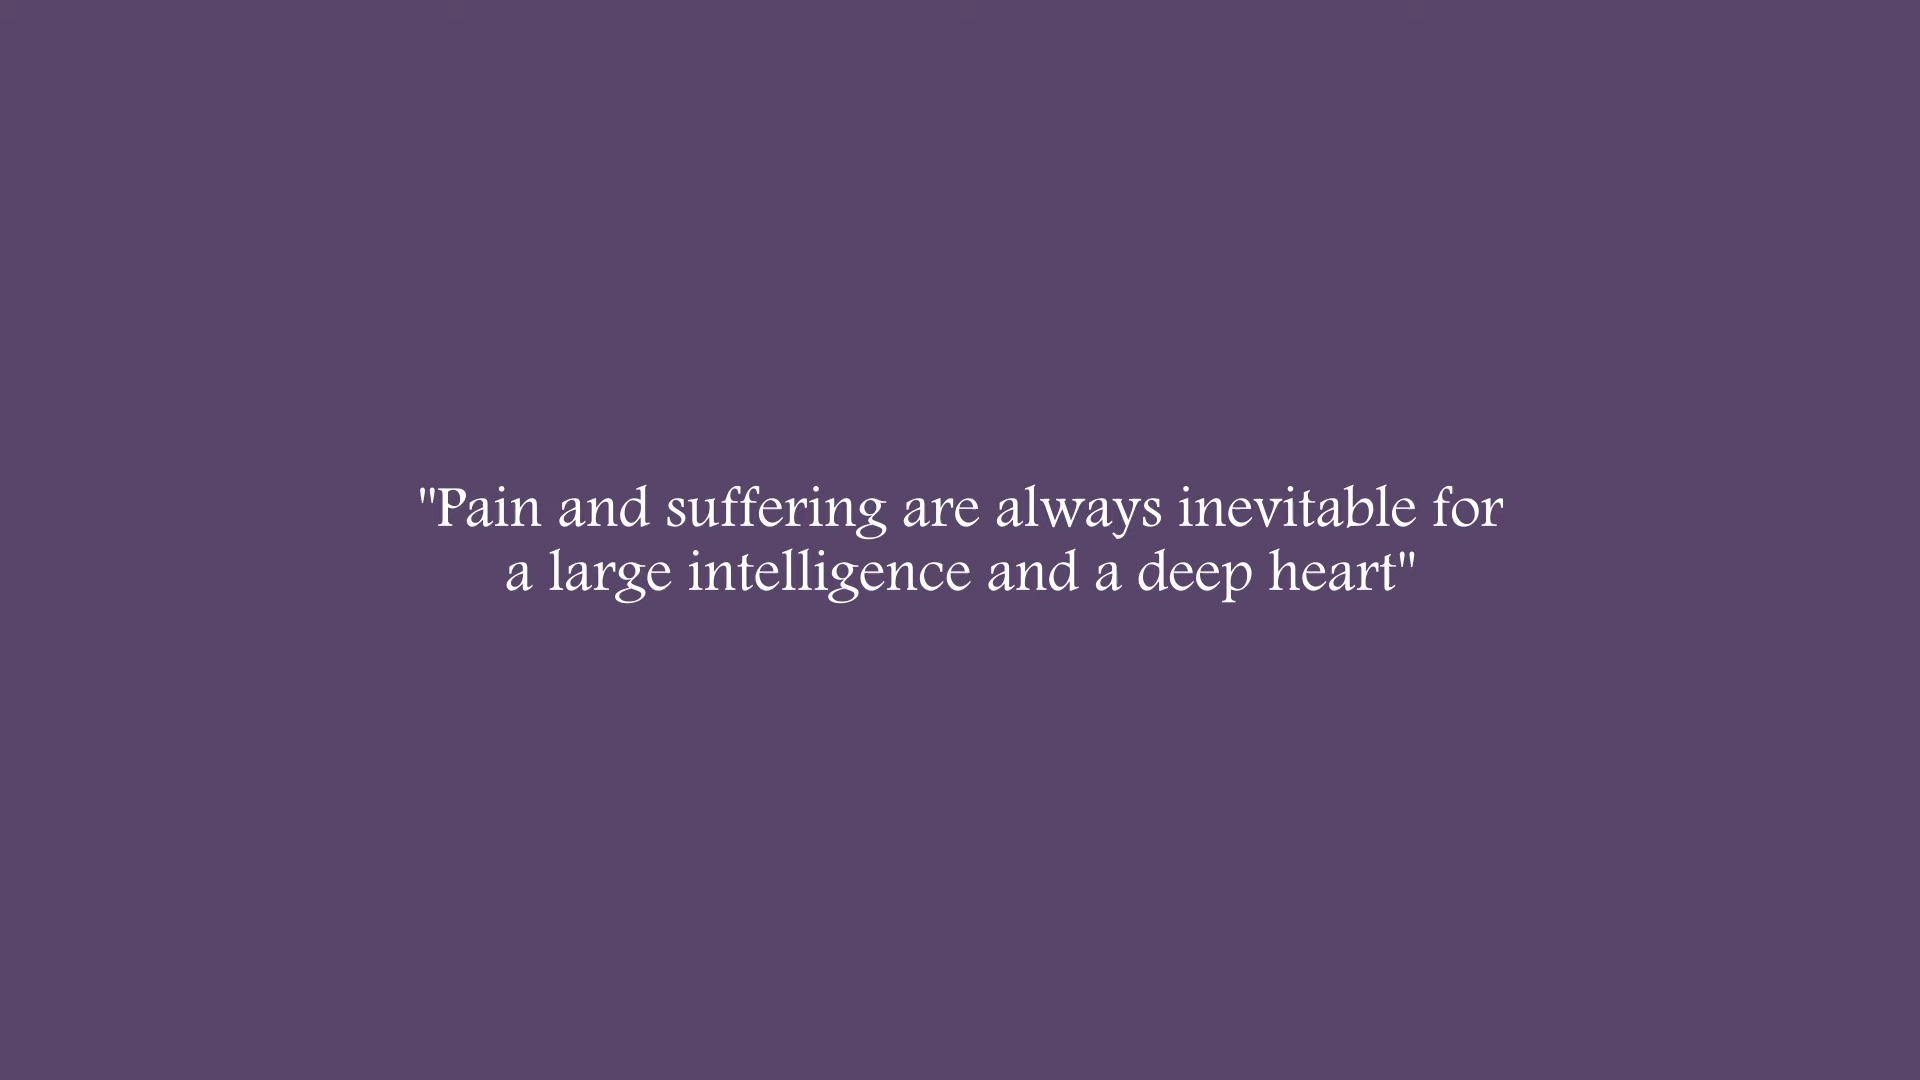 "Pain and suffering are always inevitable for
a large intelligence and a deep heart"